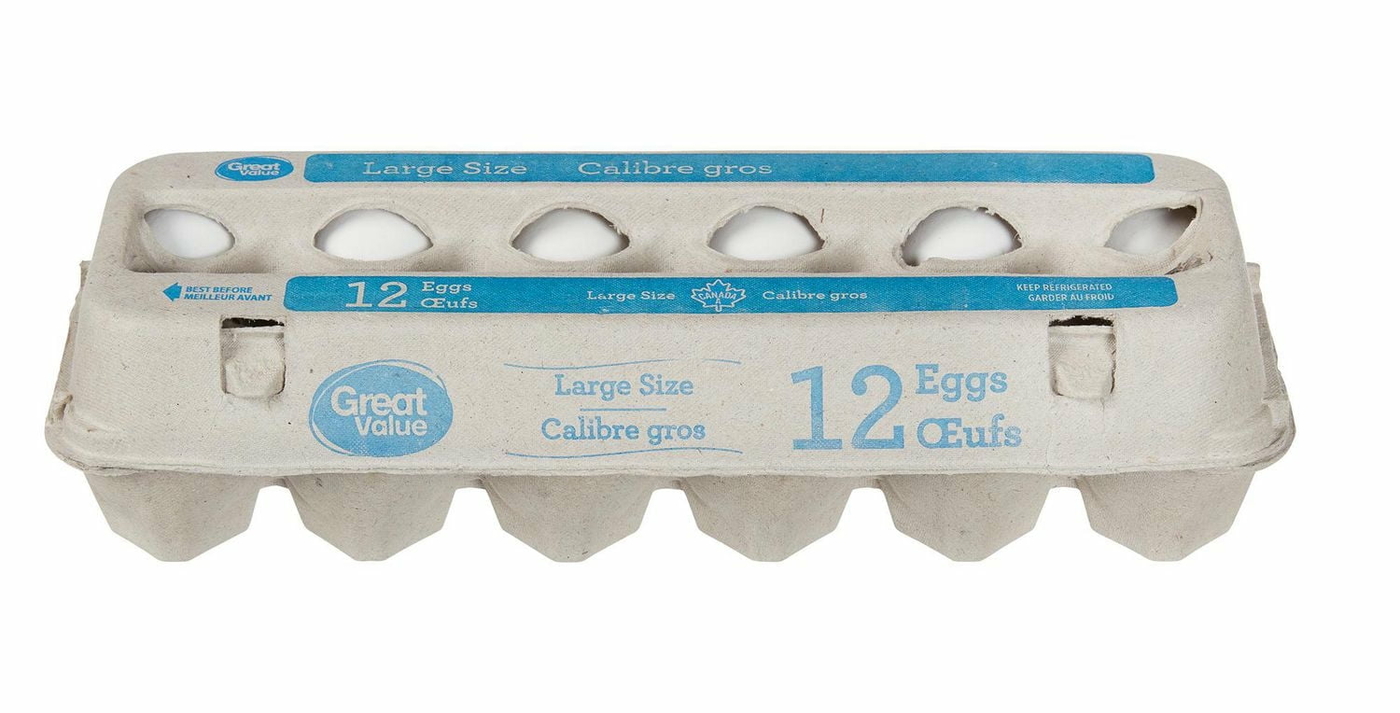 Great Value
Large Size Calibre gros
BEST BEFORE
MEILLEUR AVANT
12 Eggs
Œufs
Large Size CANADA A Calibre gros
KEEP REFRIGERATED
GARDER AU FROID
Great
Value
Large Size
Calibre gros
12 Eggs
Œufs